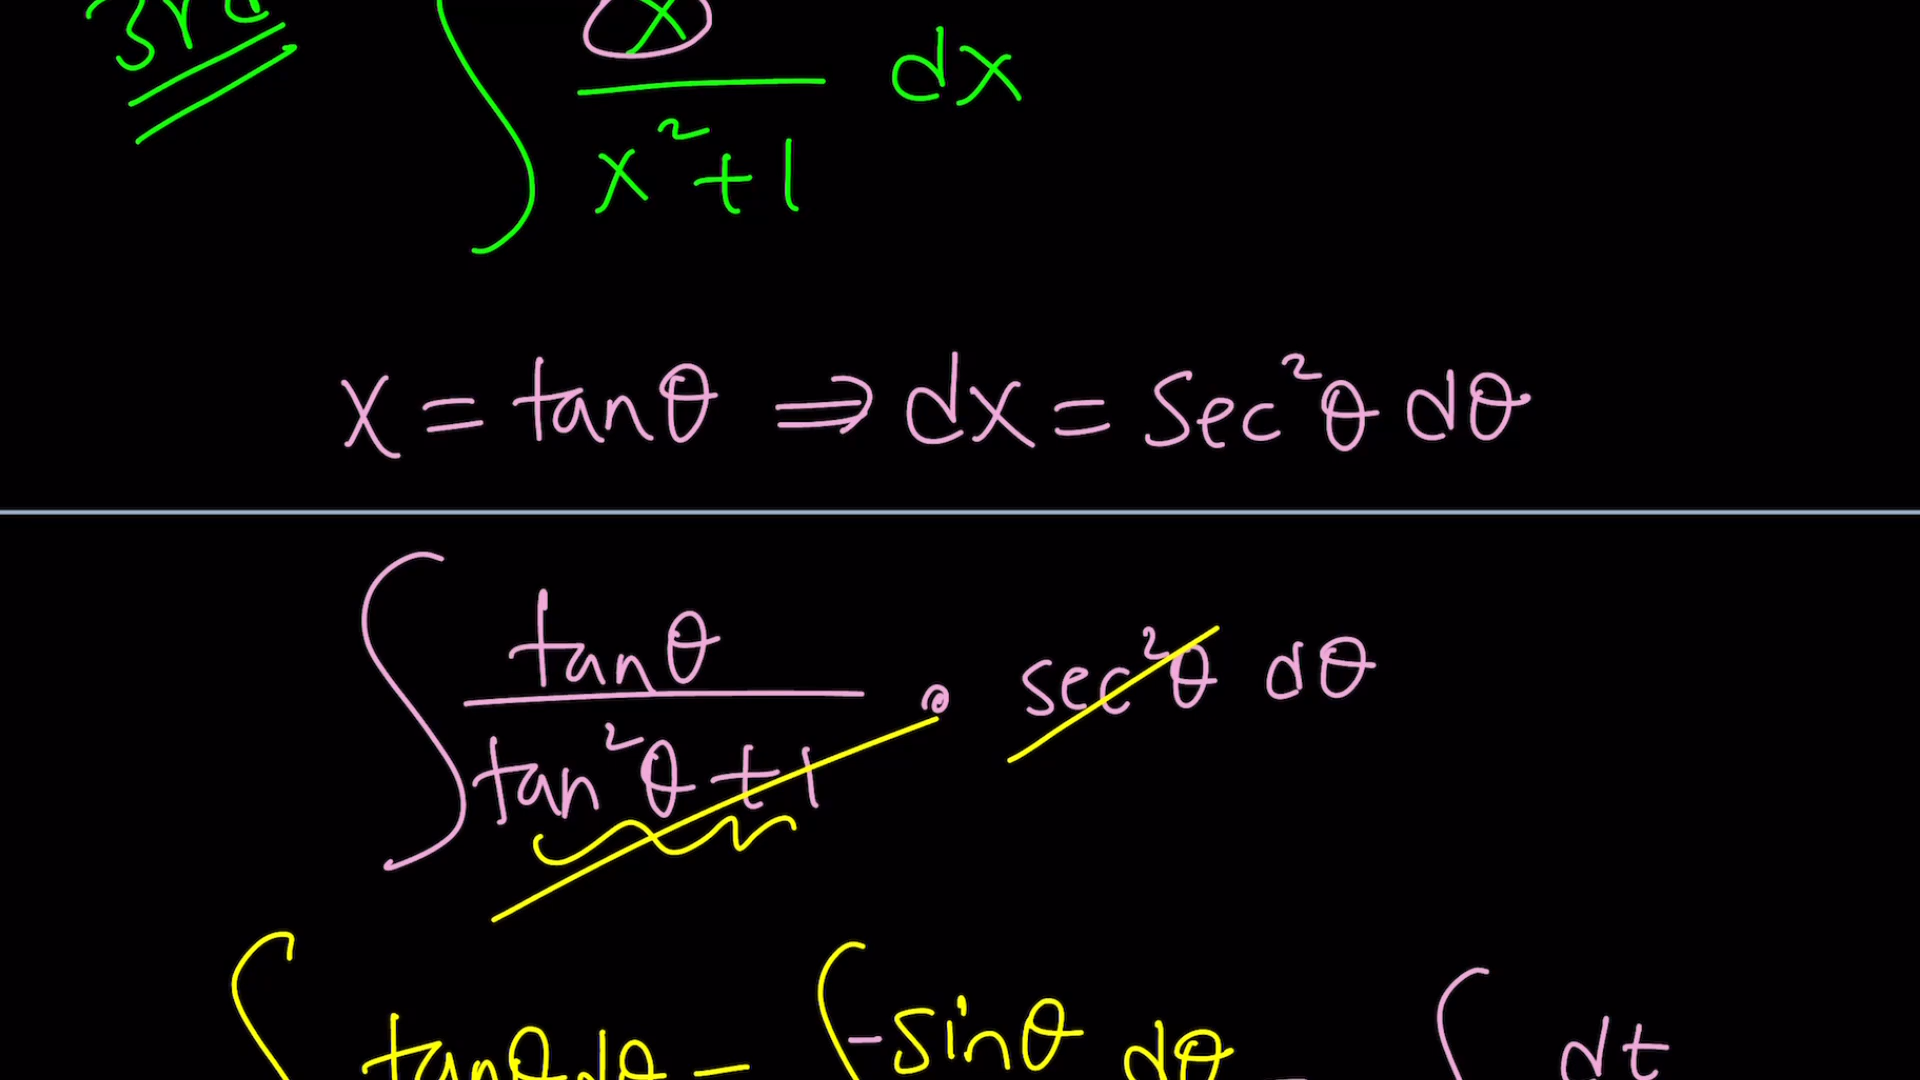 3rd ∫ x / (x² + 1) dx
x = tanθ ⇒ dx = sec²θ dθ
∫ tanθ / (tan²θ + 1) • sec²θ dθ
∫ tanθ dθ = ∫ -sinθ dθ = ∫ dt